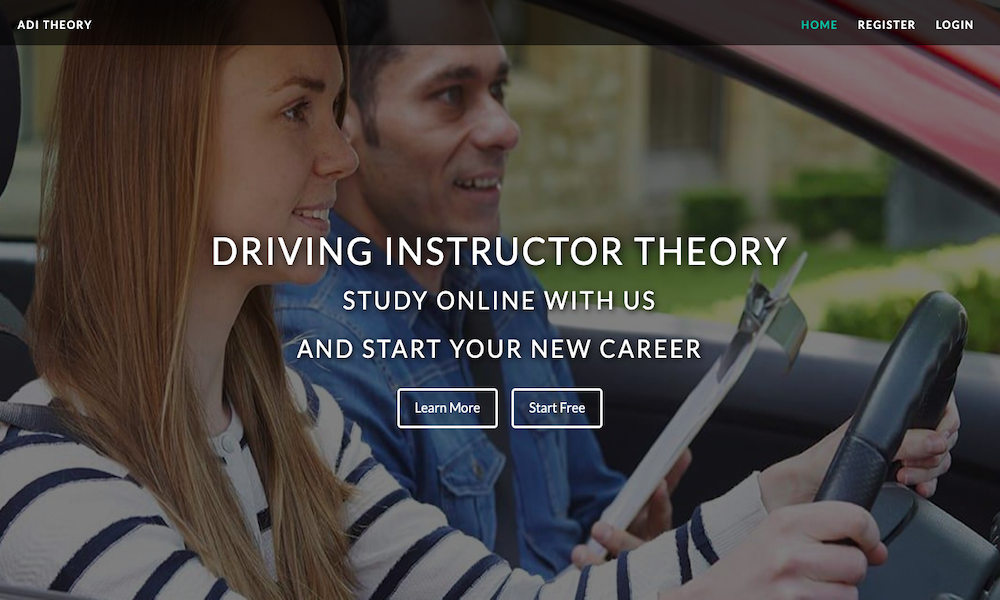 ADI THEORY
HOME REGISTER LOGIN
DRIVING INSTRUCTOR THEORY
STUDY ONLINE WITH US
AND START YOUR NEW CAREER
Learn More Start Free